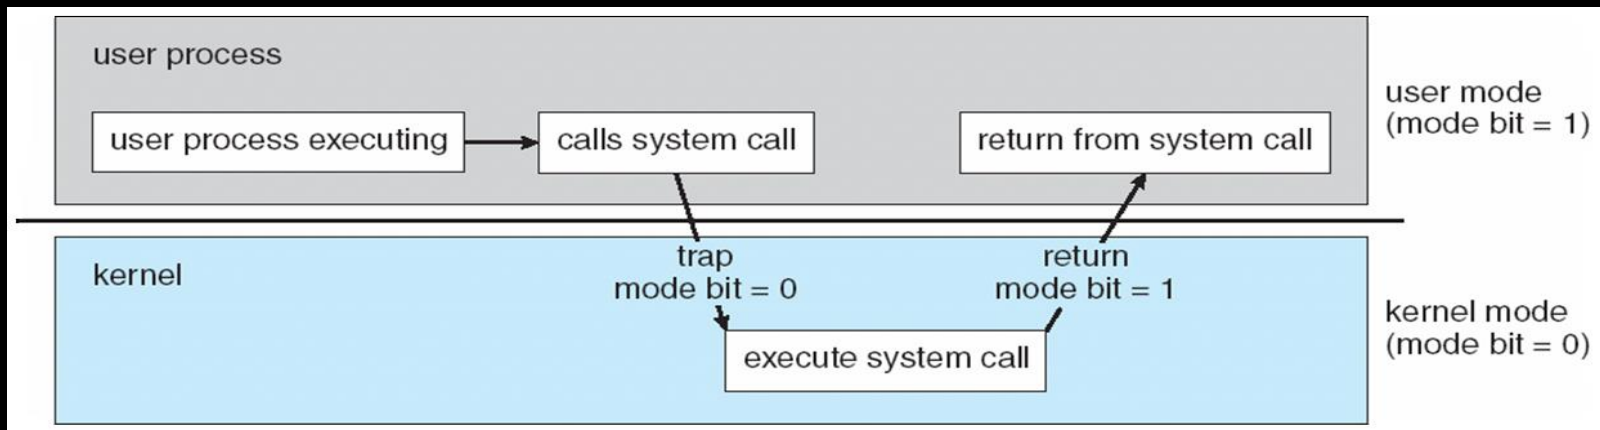 user process
user process executing
calls system call
return from system call
user mode
(mode bit = 1)
kernel
trap
mode bit = 0
return
mode bit = 1
execute system call
kernel mode
(mode bit = 0)